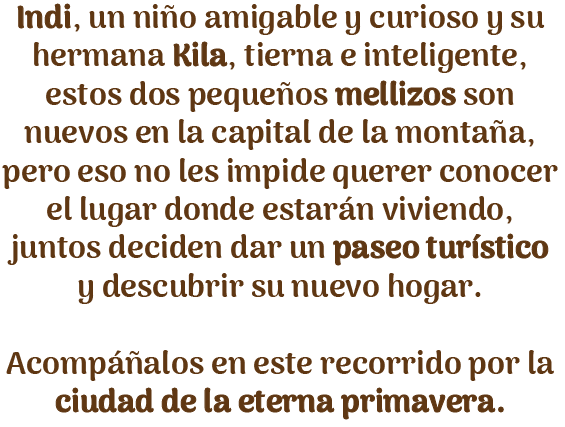 Indi, un niño amigable y curioso y su
hermana Kila, tierna e inteligente,
estos dos pequeños mellizos son
nuevos en la capital de la montaña,
pero eso no les impide querer conocer
el lugar donde estarán viviendo,
juntos deciden dar un paseo turístico
y descubrir su nuevo hogar.

Acompáñalos en este recorrido por la
ciudad de la eterna primavera.